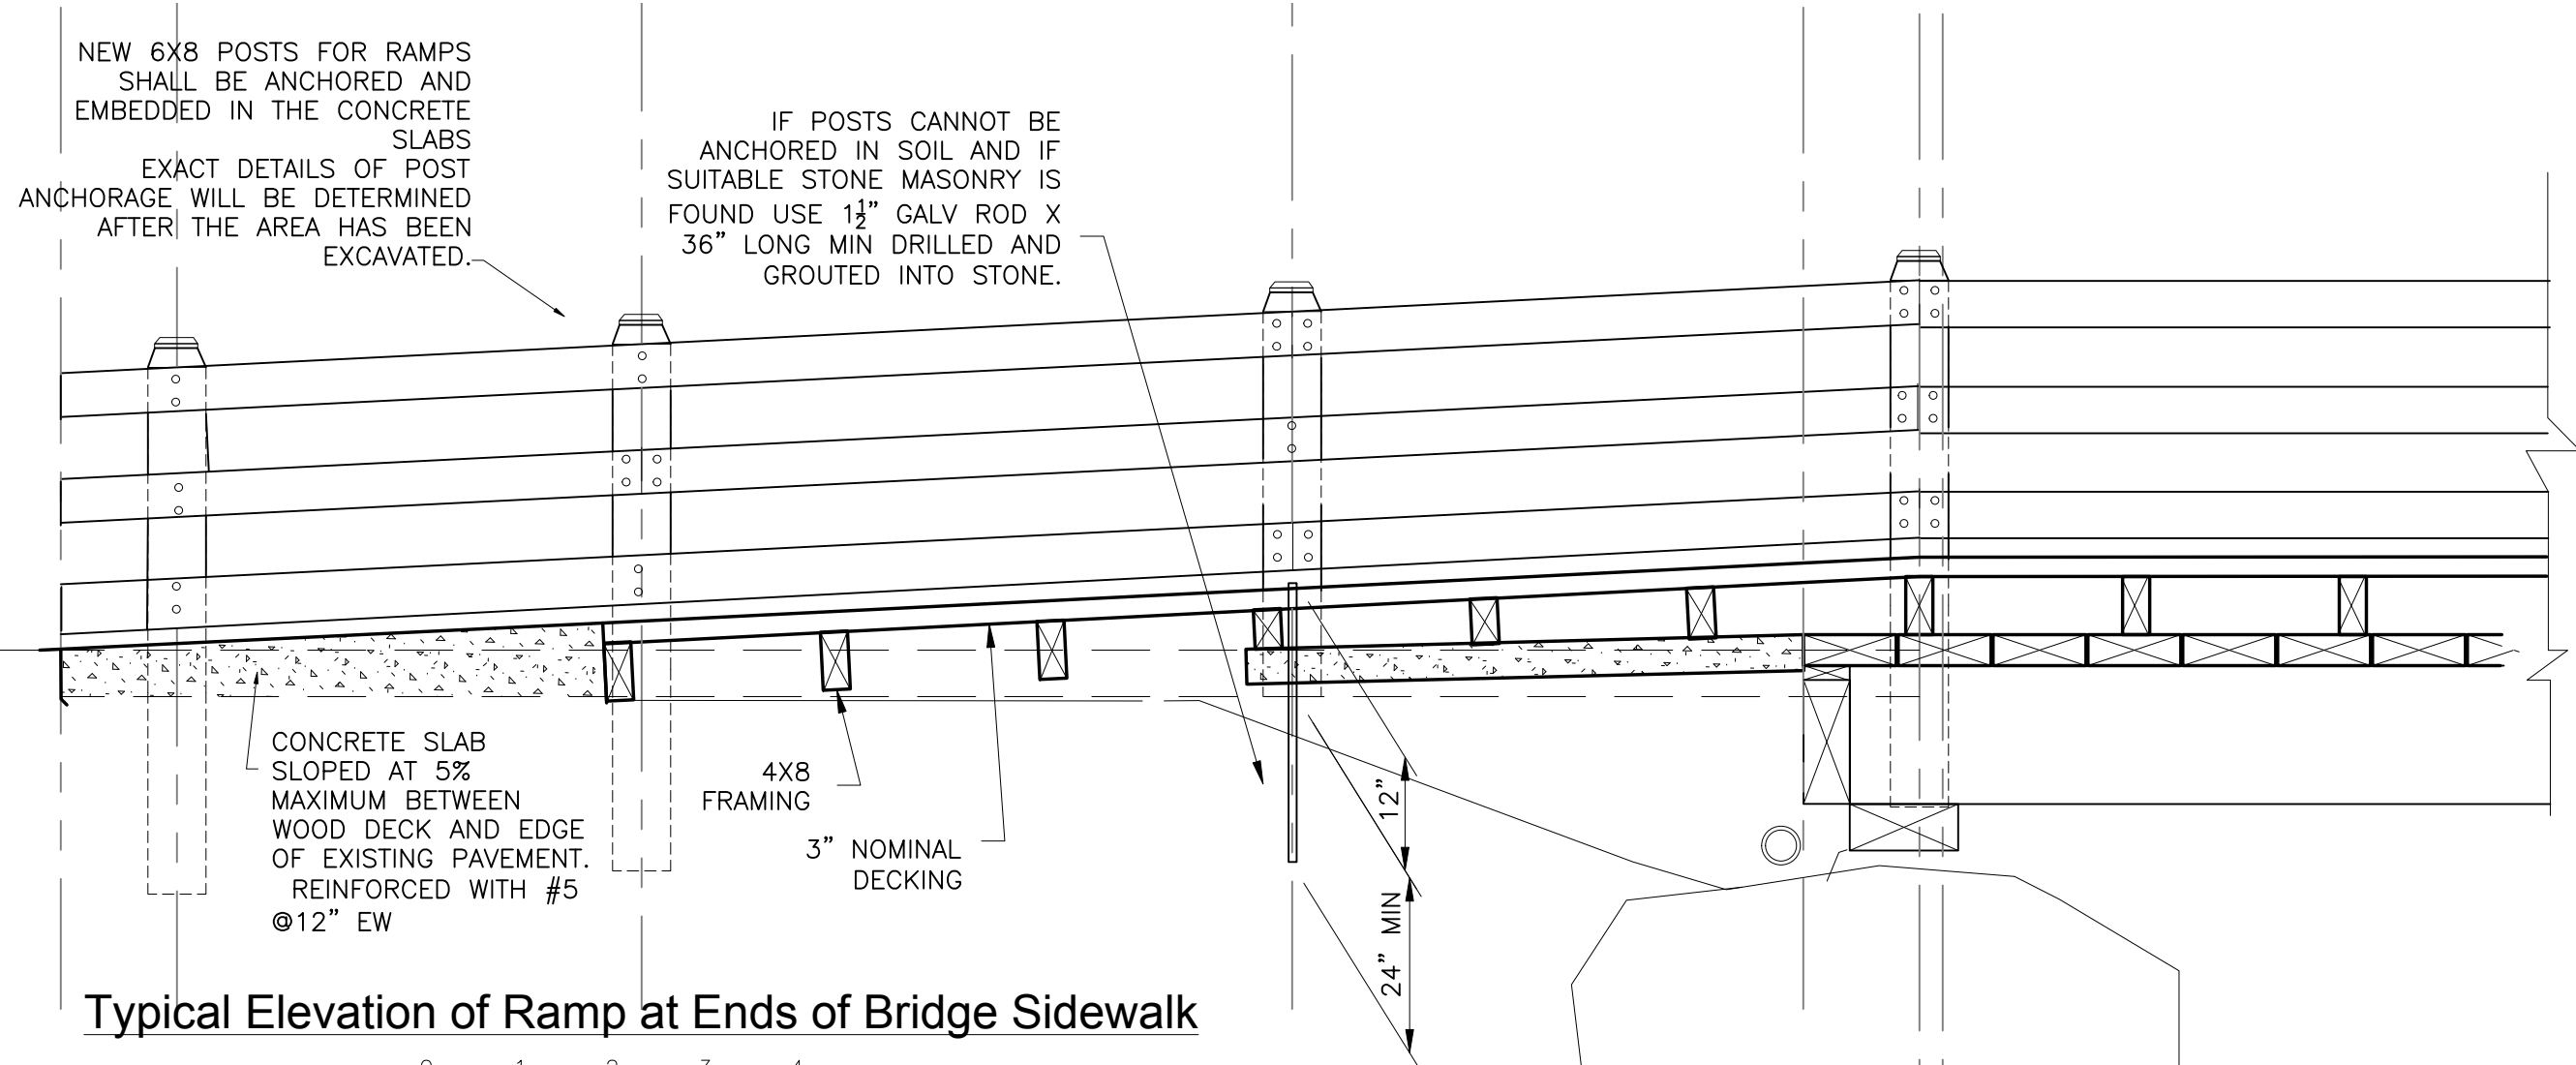 NEW 6X8 POSTS FOR RAMPS
SHALL BE ANCHORED AND
EMBEDDED IN THE CONCRETE
SLABS
EXACT DETAILS OF POST
ANCHORAGE WILL BE DETERMINED
AFTER THE AREA HAS BEEN
EXCAVATED.
IF POSTS CANNOT BE
ANCHORED IN SOIL AND IF
SUITABLE STONE MASONRY IS
FOUND USE 1½” GALV ROD X
36” LONG MIN DRILLED AND
GROUTED INTO STONE.
CONCRETE SLAB
SLOPED AT 5%
MAXIMUM BETWEEN
WOOD DECK AND EDGE
OF EXISTING PAVEMENT.
REINFORCED WITH #5
@12” EW
4X8
FRAMING
3” NOMINAL
DECKING
12”
24” MIN
Typical Elevation of Ramp at Ends of Bridge Sidewalk